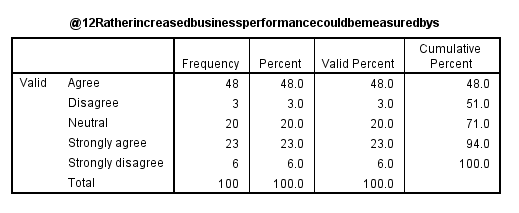 @12Ratherincreasedbusinessperformancecouldbemeasuredbys
Frequency Percent Valid Percent Cumulative Percent
Valid Agree 48 48.0 48.0 48.0
Disagree 3 3.0 3.0 51.0
Neutral 20 20.0 20.0 71.0
Strongly agree 23 23.0 23.0 94.0
Strongly disagree 6 6.0 6.0 100.0
Total 100 100.0 100.0